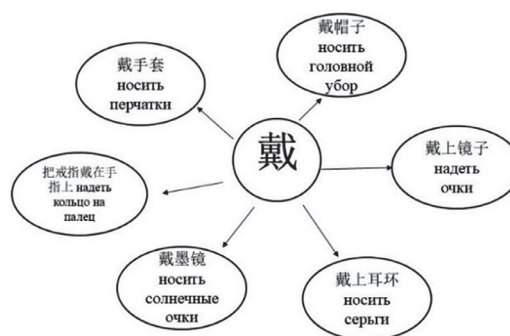 戴帽子
носить
головной
убор
戴手套
носить
перчатки
戴
戴上镜子
надеть
очки
把戒指戴在手
指上 надеть
кольцо на
палец
戴墨镜
носить
солнечные
очки
戴上耳环
носить
серьги